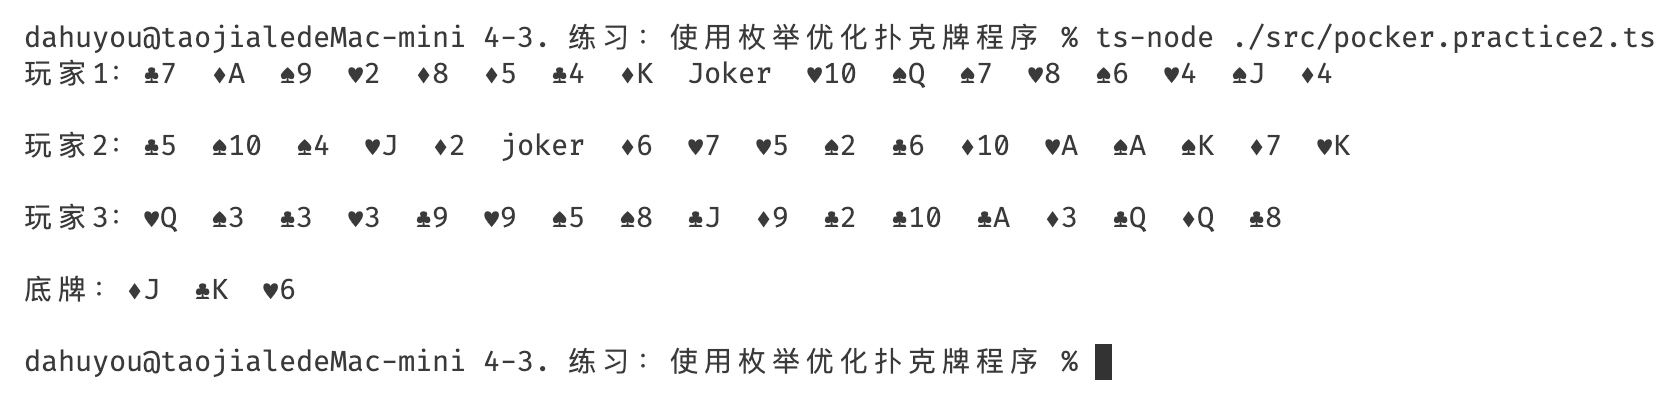 dahuyou@taojialedeMac-mini 4-3. 练习：使用枚举优化扑克牌程序 % ts-node ./src/pocker.practice2.ts
玩家1：♣7 ♦A ♠9 ♥2 ♦8 ♦5 ♣4 ♦K Joker ♥10 ♠Q ♠7 ♥8 ♠6 ♥4 ♠J ♦4
玩家2：♣5 ♠10 ♠4 ♥J ♦2 joker ♦6 ♥7 ♥5 ♠2 ♣6 ♦10 ♥A ♠A ♠K ♦7 ♥K
玩家3：♥Q ♠3 ♣3 ♥3 ♣9 ♥9 ♠5 ♠8 ♣J ♦9 ♣2 ♣10 ♣A ♦3 ♣Q ♦Q ♣8
底牌：♦J ♣K ♥6
dahuyou@taojialedeMac-mini 4-3. 练习：使用枚举优化扑克牌程序 %